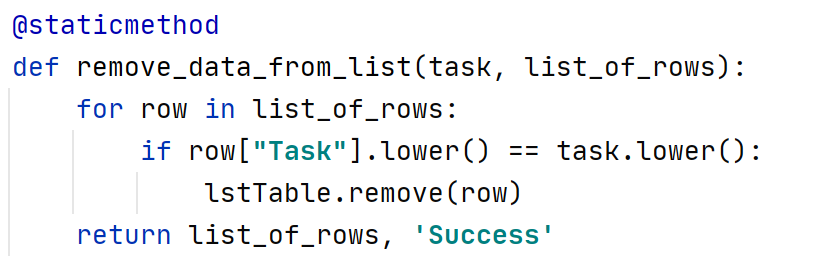 @staticmethod
def remove_data_from_list(task, list_of_rows):
    for row in list_of_rows:
        if row["Task"].lower() == task.lower():
            lstTable.remove(row)
    return list_of_rows, 'Success'